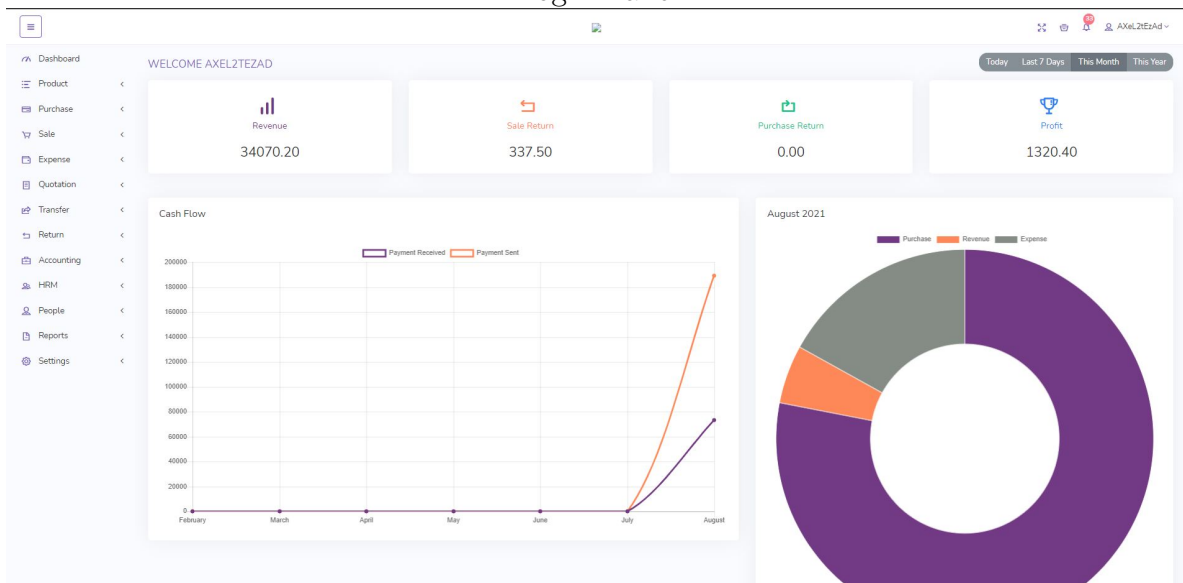 AXeL2tEzAd
Dashboard
Product
Purchase
Sale
Expense
Quotation
Transfer
Return
Accounting
HRM
People
Reports
Settings
WELCOME AXEL2TEZAD
Today Last 7 Days This Month This Year
Revenue
34070.20
Sale Return
337.50
Purchase Return
0.00
Profit
1320.40
Cash Flow
Payment Received Payment Sent
200000
180000
160000
140000
120000
100000
80000
60000
40000
20000
0
February March April May June July August
August 2021
Purchase Revenue Expense